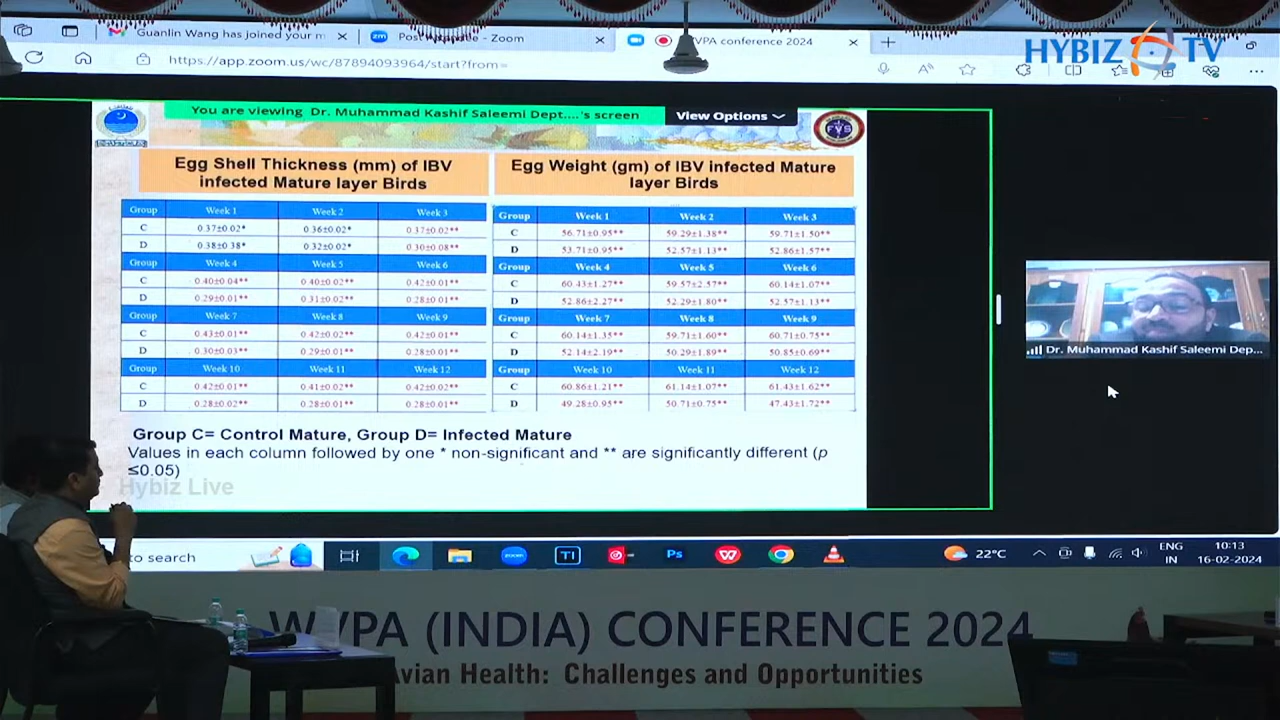 Guanlin Wang has joined your m
zm
- Zoom
VPA conference 2024
HYBIZ TV
https://app.zoom.us/wc/87894093964/start?from=
You are viewing Dr. Muhammad Kashif Saleemi Dept....'s screen
View Options
Egg Shell Thickness (mm) of IBV
infected Mature layer Birds
Group Week 1 Week 2 Week 3
C 0.37±0.02* 0.36±0.02* 0.37±0.02**
D 0.38±0.38* 0.32±0.02* 0.30±0.08**
Group Week 4 Week 5 Week 6
C 0.40±0.04** 0.40±0.02** 0.42±0.01**
D 0.29±0.01** 0.31±0.02** 0.28±0.01**
Group Week 7 Week 8 Week 9
C 0.43±0.01** 0.42±0.02** 0.42±0.01**
D 0.30±0.03** 0.29±0.01** 0.28±0.01**
Group Week 10 Week 11 Week 12
C 0.42±0.01** 0.41±0.02** 0.42±0.02**
D 0.28±0.02** 0.28±0.01** 0.28±0.01**
Egg Weight (gm) of IBV infected Mature
layer Birds
Group Week 1 Week 2 Week 3
C 56.71±0.95** 59.29±1.38** 59.71±1.50**
D 53.71±0.95** 52.57±1.13** 52.86±1.57**
Group Week 4 Week 5 Week 6
C 60.43±1.27** 59.57±2.57** 60.14±1.07**
D 52.86±2.27** 52.29±1.80** 52.57±1.13**
Group Week 7 Week 8 Week 9
C 60.14±1.35** 59.71±1.60** 60.71±0.75**
D 52.14±2.19** 50.29±1.89** 50.85±0.69**
Group Week 10 Week 11 Week 12
C 60.86±1.21** 61.14±1.07** 61.43±1.62**
D 49.28±0.95** 50.71±0.75** 47.43±1.72**
Group C= Control Mature, Group D= Infected Mature
Values in each column followed by one * non-significant and ** are significantly different (p
≤0.05)
Hybiz Live
Dr. Muhammad Kashif Saleemi Dep...
to search
zoom
TI
Ps
22°C
ENG
IN
10:13
16-02-2024
WVPA (INDIA) CONFERENCE 2024
Avian Health: Challenges and Opportunities